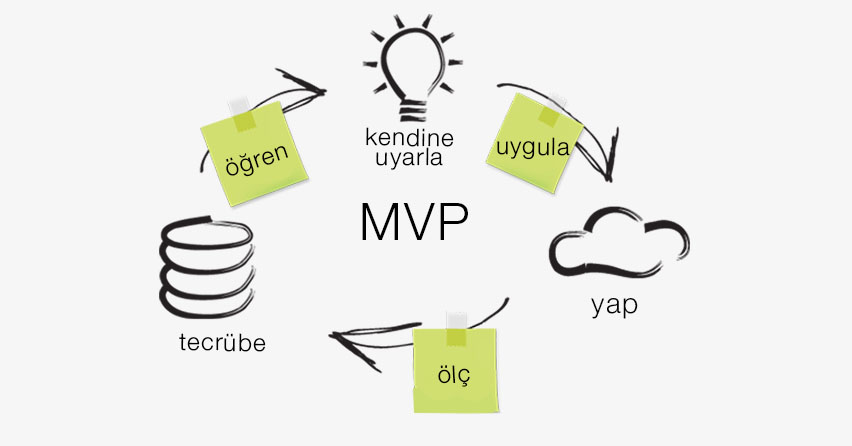 kendine
uyarla
öğren
uygula
MVP
yap
tecrübe
ölç